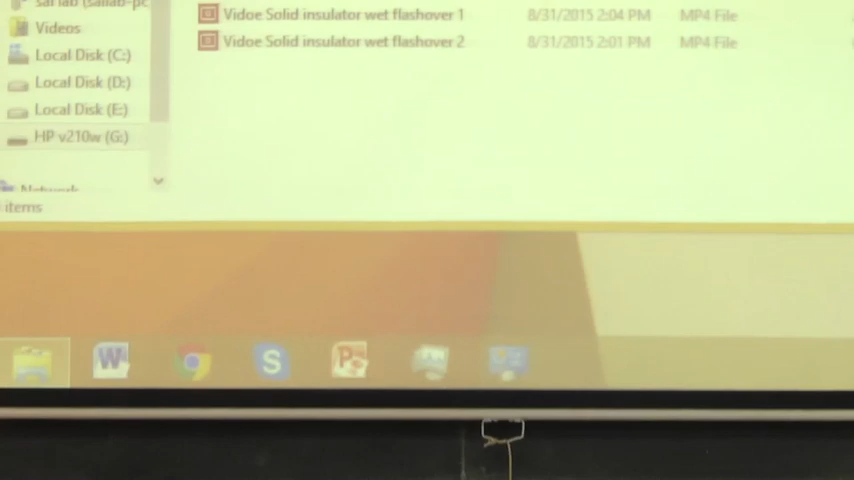 Vidoe Solid insulator wet flashover 1 8/31/2015 2:04 PM MP4 File
Videos
Vidoe Solid insulator wet flashover 2 8/31/2015 2:01 PM MP4 File
Local Disk (C:)
Local Disk (D:)
Local Disk (E:)
HP v210w (G:)
Network
items
W
S
P